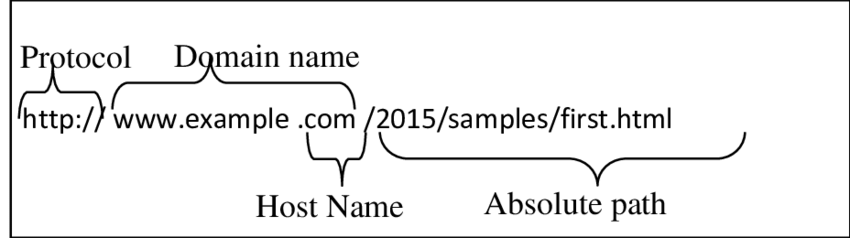 Protocol Domain name
http:// www.example .com /2015/samples/first.html
Host Name Absolute path